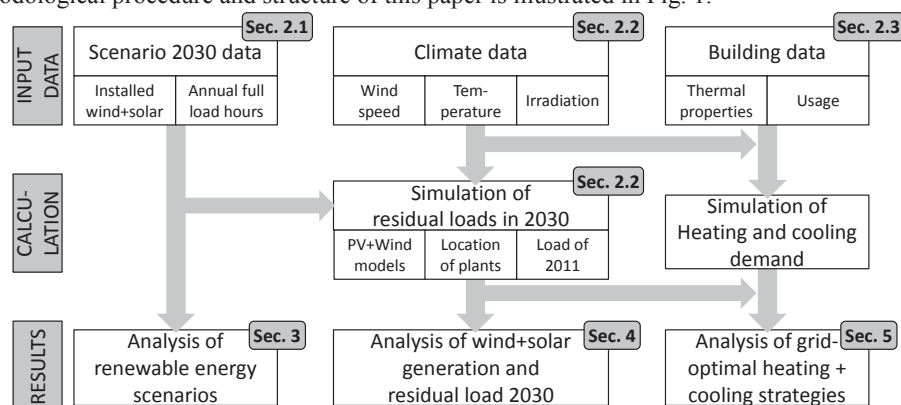 odological procedure and structure of this paper is illustrated in Fig. 1.
INPUT
DATA
Sec. 2.1
Scenario 2030 data
Installed
wind+solar
Annual full
load hours
Sec. 2.2
Climate data
Wind
speed
Tem-
perature
Irradiation
Sec. 2.3
Building data
Thermal
properties
Usage
CALCU-
LATION
Sec. 2.2
Simulation of
residual loads in 2030
PV+Wind
models
Location
of plants
Load of
2011
Simulation of
Heating and cooling
demand
RESULTS
Sec. 3
Analysis of
renewable energy
scenarios
Sec. 4
Analysis of wind+solar
generation and
residual load 2030
Sec. 5
Analysis of grid-
optimal heating +
cooling strategies